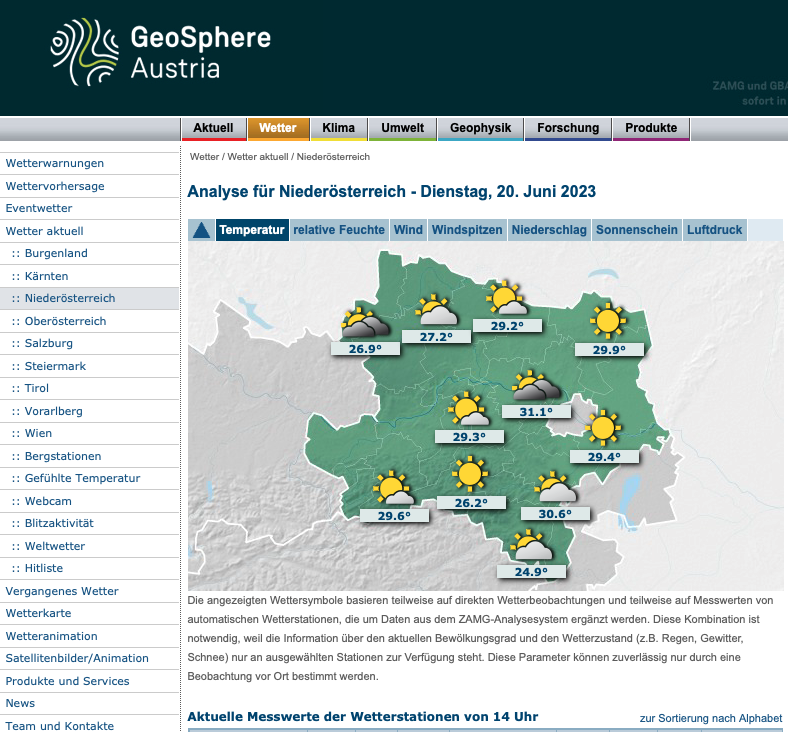 GeoSphere
Austria
ZAMG und GBA
sofort in
Aktuell Wetter Klima Umwelt Geophysik Forschung Produkte
Wetterwarnungen
Wettervorhersage
Eventwetter
Wetter aktuell
:: Burgenland
:: Kärnten
:: Niederösterreich
:: Oberösterreich
:: Salzburg
:: Steiermark
:: Tirol
:: Vorarlberg
:: Wien
:: Bergstationen
:: Gefühlte Temperatur
:: Webcam
:: Blitzaktivität
:: Weltwetter
:: Hitliste
Vergangenes Wetter
Wetterkarte
Wetteranimation
Satellitenbilder/Animation
Produkte und Services
News
Team und Kontakte
Wetter / Wetter aktuell / Niederösterreich
Analyse für Niederösterreich - Dienstag, 20. Juni 2023
Temperatur relative Feuchte Wind Windspitzen Niederschlag Sonnenschein Luftdruck
29.2°
27.2°
26.9°
29.9°
31.1°
29.3°
29.4°
26.2°
29.6°
30.6°
24.9°
Die angezeigten Wettersymbole basieren teilweise auf direkten Wetterbeobachtungen und teilweise auf Messwerten von
automatischen Wetterstationen, die um Daten aus dem ZAMG-Analysesystem ergänzt werden. Diese Kombination ist
notwendig, weil die Information über den aktuellen Bewölkungsgrad und den Wetterzustand (z.B. Regen, Gewitter,
Schnee) nur an ausgewählten Stationen zur Verfügung steht. Diese Parameter können zuverlässig nur durch eine
Beobachtung vor Ort bestimmt werden.
Aktuelle Messwerte der Wetterstationen von 14 Uhr
zur Sortierung nach Alphabet